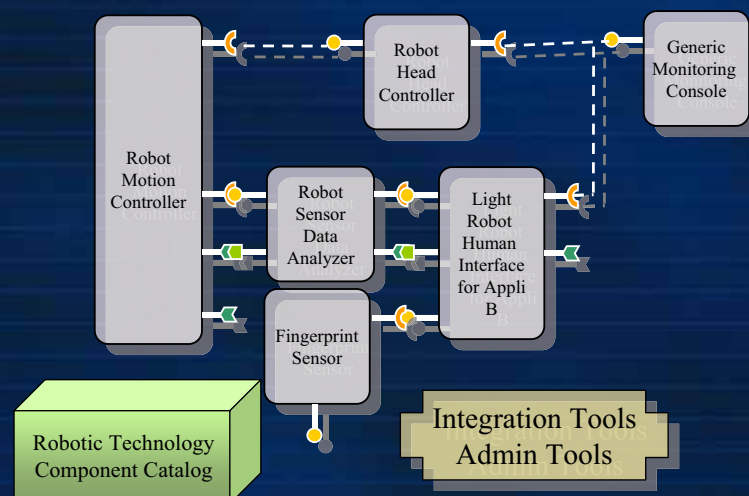 Robot
Head
Controller
Generic
Monitoring
Console
Robot
Motion
Controller
Robot
Sensor
Data
Analyzer
Light
Robot
Human
Interface
for Appli
B
Fingerprint
Sensor
Robotic Technology
Component Catalog
Integration Tools
Admin Tools